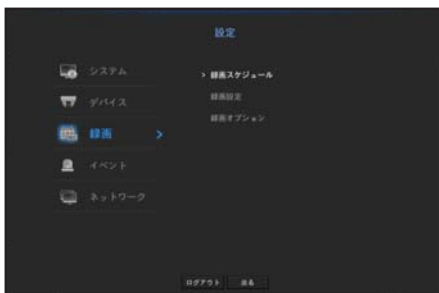 設定
システム
デバイス
録画 >
イベント
ネットワーク
> 録画スケジュール
録画設定
録画オプション
ログアウト 戻る